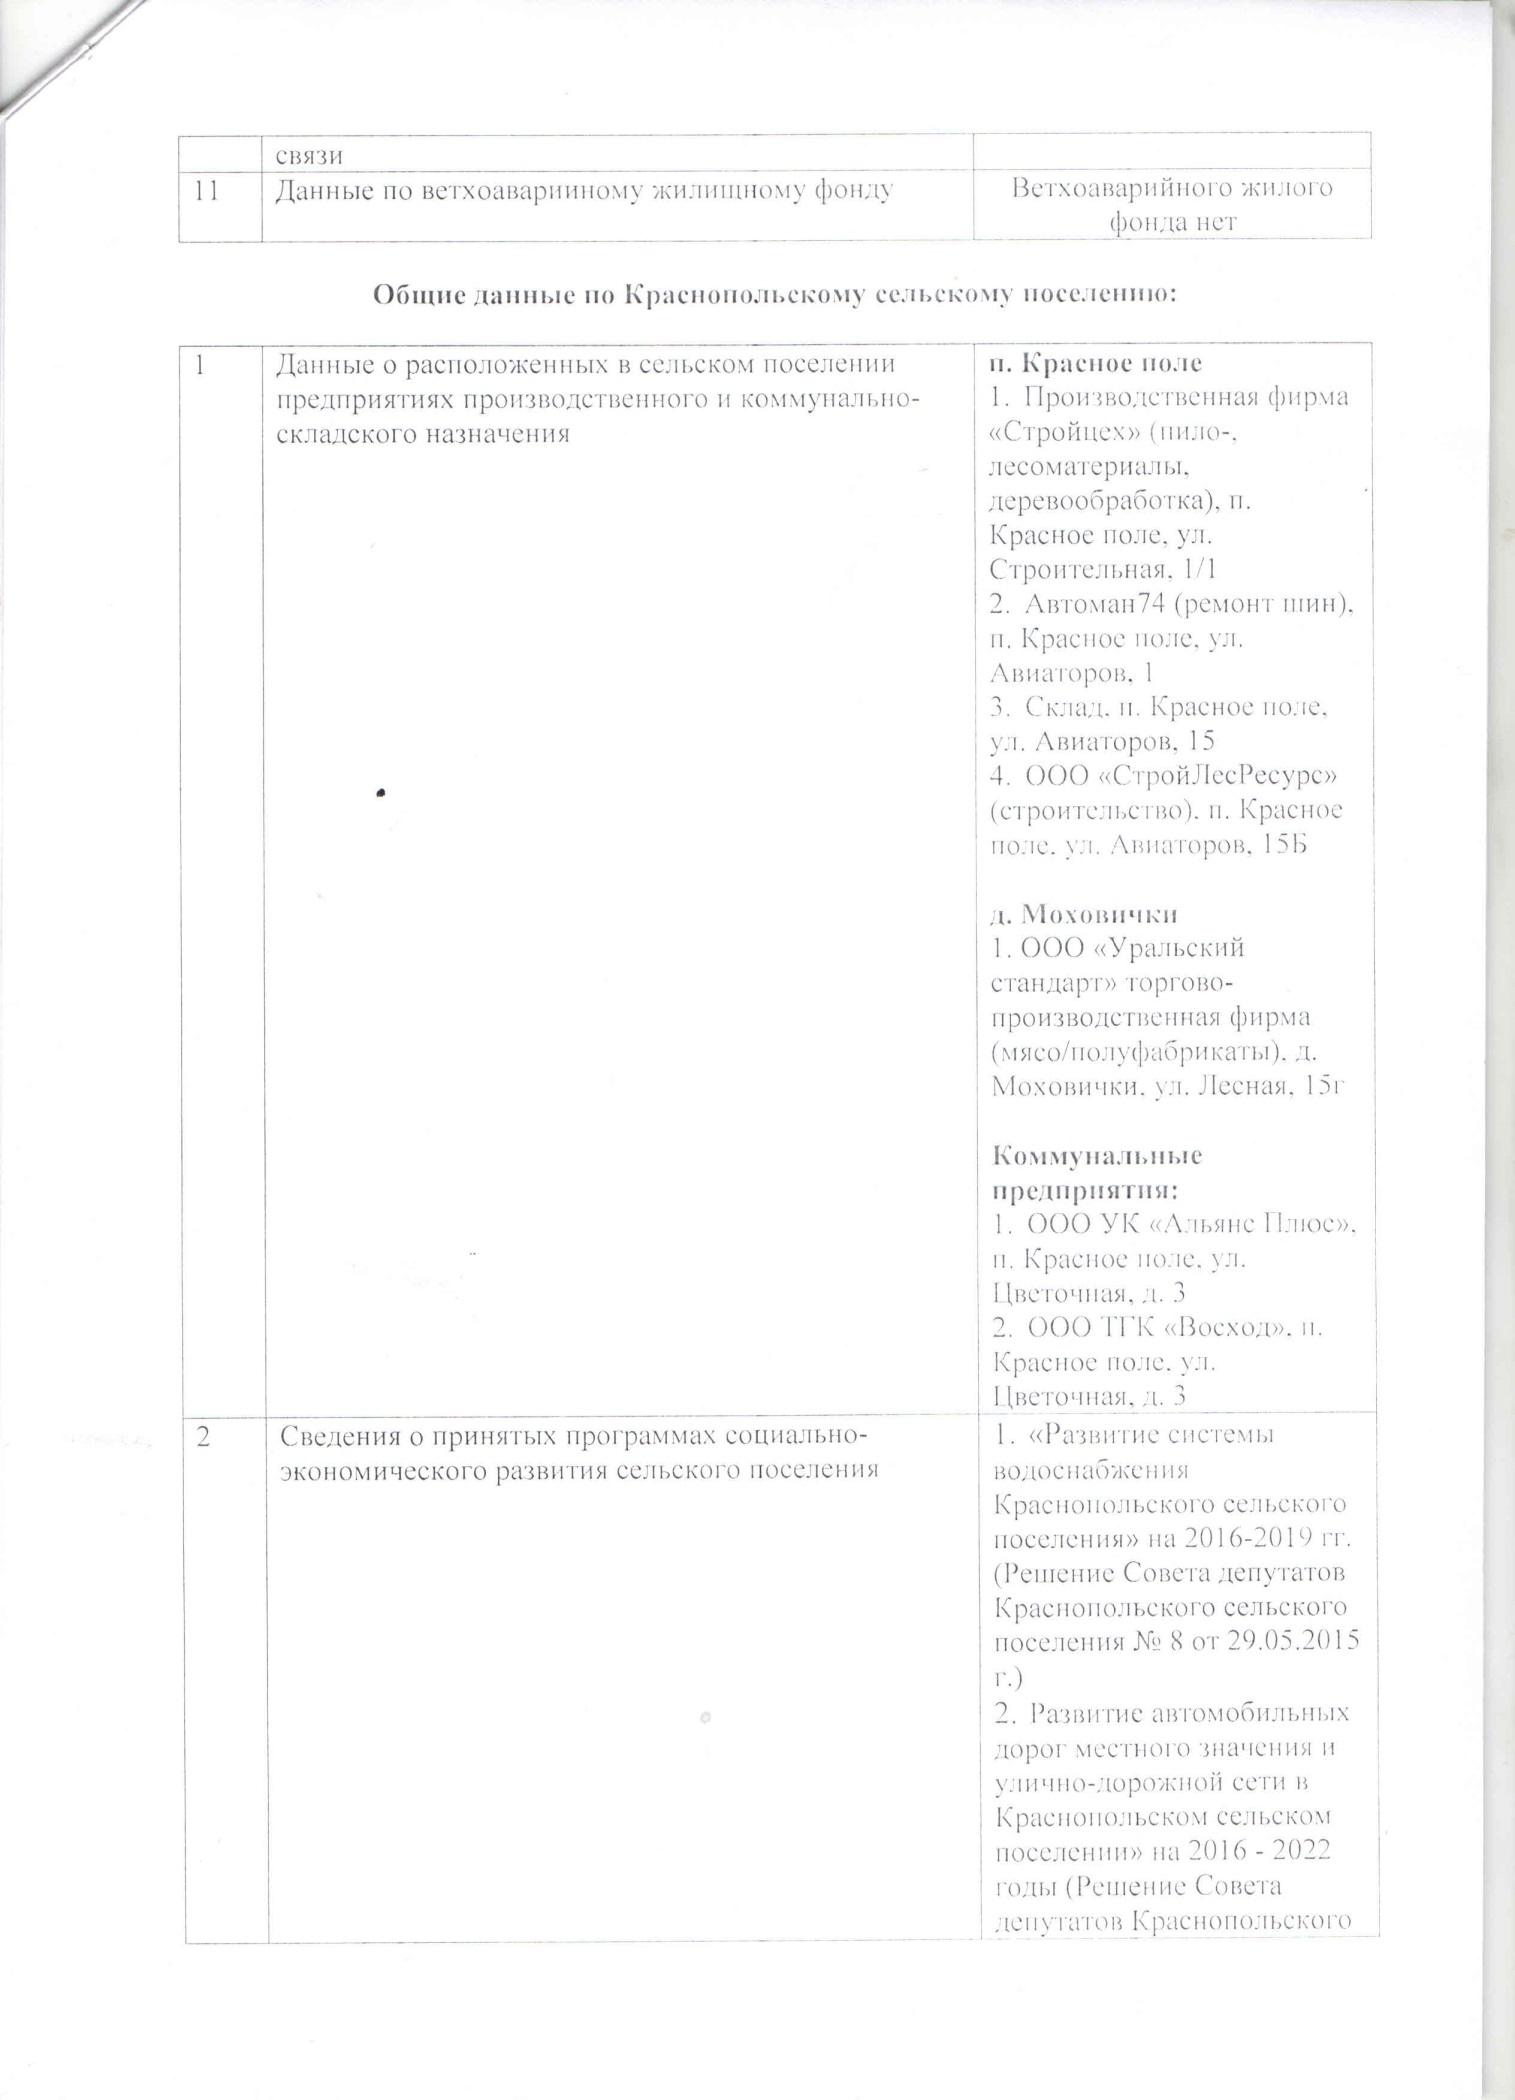 связи
11 Данные по ветхоаварииному жилищному фонду Ветхоаварийного жилого
фонда нет
Общие данные по Краснопольскому сельскому поселению:
1 Данные о расположенных в сельском поселении
предприятиях производственного и коммунально-
складского назначения
п. Красное поле
1. Производственная фирма
«Стройцех» (пило-,
лесоматериалы,
деревообработка), п.
Красное поле, ул.
Строительная, 1/1
2. Автоман74 (ремонт шин),
п. Красное поле, ул.
Авиаторов, 1
3. Склад, п. Красное поле,
ул. Авиаторов, 15
4. ООО «СтройЛесРесурс»
(строительство), п. Красное
поле, ул. Авиаторов, 15Б
д. Моховички
1. ООО «Уральский
стандарт» торгово-
производственная фирма
(мясо/полуфабрикаты), д.
Моховички, ул. Лесная, 15г
Коммунальные
предприятия:
1. ООО УК «Альянс Плюс»,
п. Красное поле, ул.
Цветочная, д. 3
2. ООО ТГК «Восход», п.
Красное поле, ул.
Цветочная, д. 3
2 Сведения о принятых программах социально-
экономического развития сельского поселения
1. «Развитие системы
водоснабжения
Краснопольского сельского
поселения» на 2016-2019 гг.
(Решение Совета депутатов
Краснопольского сельского
поселения № 8 от 29.05.2015
г.)
2. Развитие автомобильных
дорог местного значения и
улично-дорожной сети в
Краснопольском сельском
поселении» на 2016 - 2022
годы (Решение Совета
депутатов Краснопольского